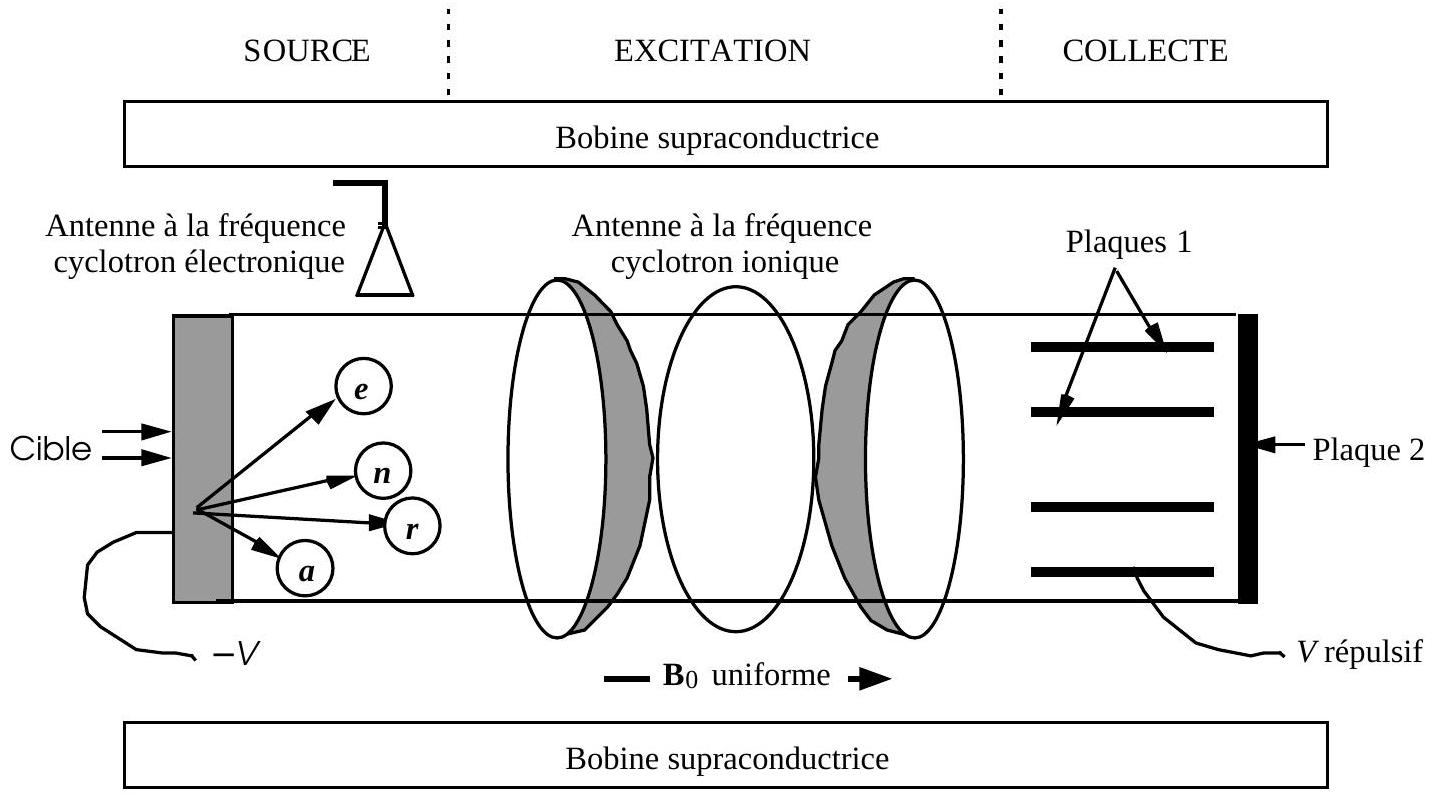 SOURCE
EXCITATION
COLLECTE
Bobine supraconductrice
Antenne à la fréquence
cyclotron électronique
Antenne à la fréquence
cyclotron ionique
Plaques 1
e
Cible
n
Plaque 2
r
a
–V
V répulsif
B0 uniforme
Bobine supraconductrice